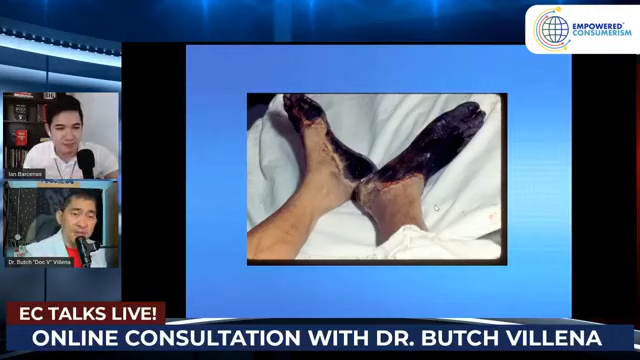 EMPOWERED
CONSUMERISM
Ian Barcenas
Dr. Butch "Doc V" Villena
EC TALKS LIVE!
ONLINE CONSULTATION WITH DR. BUTCH VILLENA